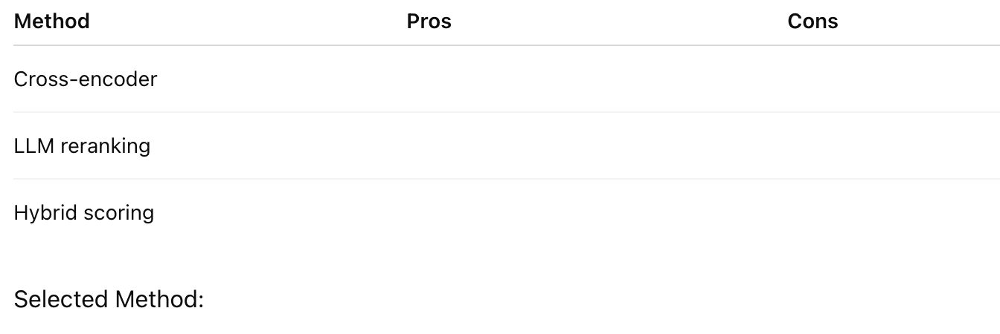 Method Pros Cons
Cross-encoder
LLM reranking
Hybrid scoring
Selected Method: